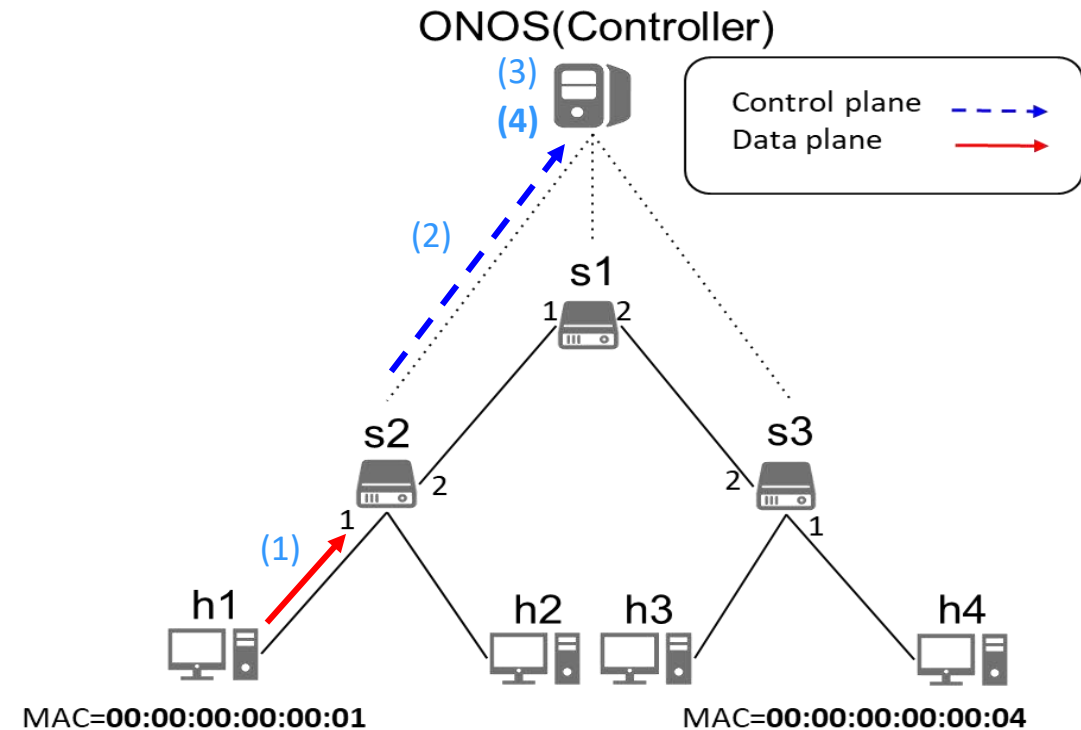 ONOS(Controller)
(3)
(4)
Control plane
Data plane
(2)
s1
1
2
s2
s3
2
2
1
1
(1)
h1
h2
h3
h4
MAC=00:00:00:00:00:01
MAC=00:00:00:00:00:04